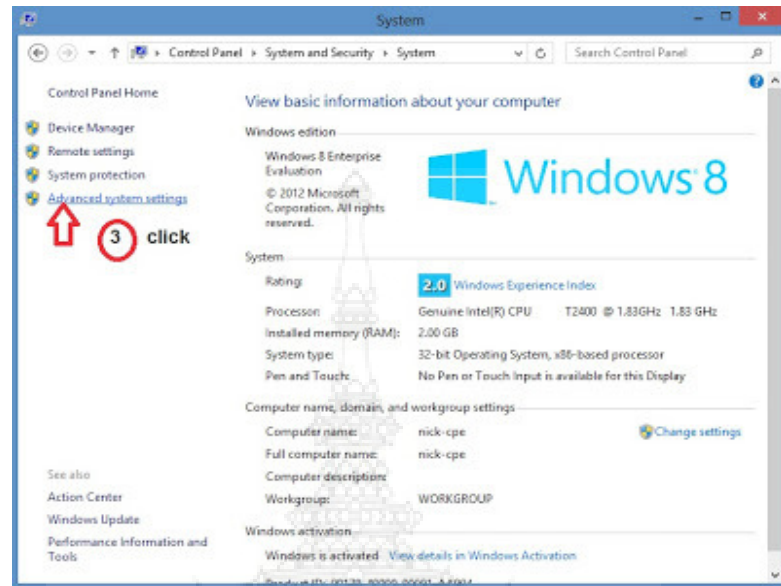 System
Control Panel ▸ System and Security ▸ System
Search Control Panel
Control Panel Home
Device Manager
Remote settings
System protection
Advanced system settings
3 click
View basic information about your computer
Windows edition
Windows 8 Enterprise
Evaluation
© 2012 Microsoft
Corporation. All rights
reserved.
Windows 8
System
Rating: 2.0 Windows Experience Index
Processor: Genuine Intel(R) CPU T2400 @ 1.83GHz 1.83 GHz
Installed memory (RAM): 2.00 GB
System type: 32-bit Operating System, x86-based processor
Pen and Touch: No Pen or Touch Input is available for this Display
Computer name, domain, and workgroup settings
Computer name: nick-cpe
Change settings
Full computer name: nick-cpe
Computer description:
Workgroup: WORKGROUP
Windows activation
Windows is activated View details in Windows Activation
Product ID:
See also
Action Center
Windows Update
Performance Information and
Tools